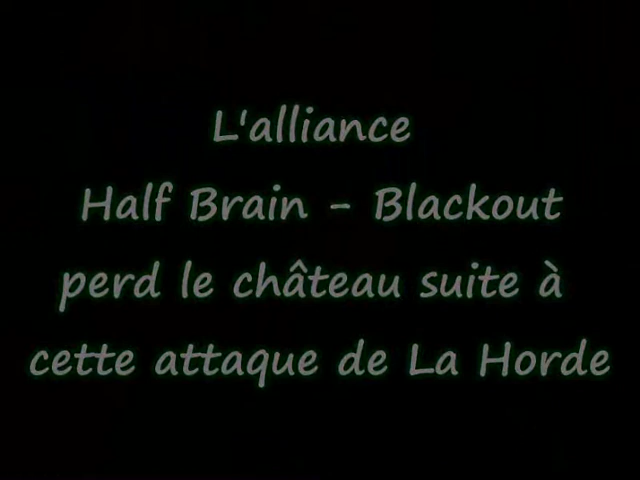 L'alliance
Half Brain - Blackout
perd le château suite à
cette attaque de La Horde